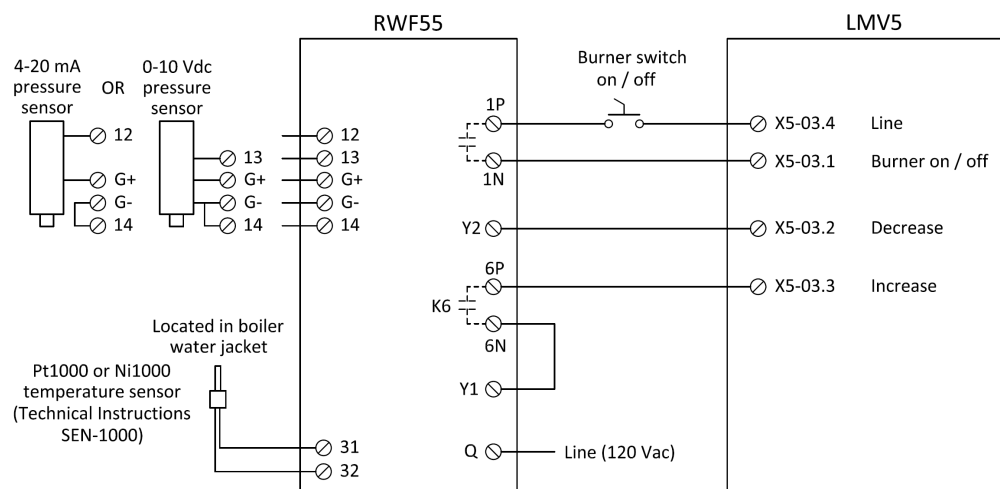 RWF55
LMV5
4-20 mA
pressure
sensor
OR
0-10 Vdc
pressure
sensor
Burner switch
on / off
12
13
G+
G-
14
12
G+
G-
14
13
12
13
G+
G-
14
1P
1N
X5-03.4 Line
X5-03.1 Burner on / off
Y2
X5-03.2 Decrease
6P
K6
6N
X5-03.3 Increase
Y1
Located in boiler
water jacket
Pt1000 or Ni1000
temperature sensor
(Technical Instructions
SEN-1000)
31
32
Q
Line (120 Vac)